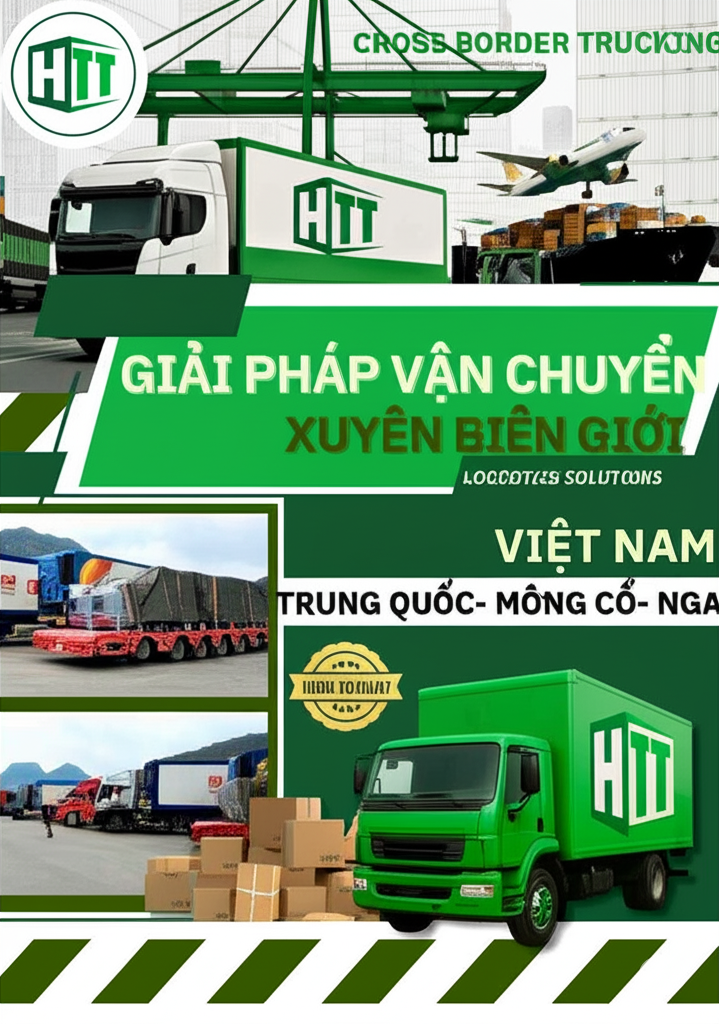 HTT
CROSS BORDER TRUCKING
HTT
GIẢI PHÁP VẬN CHUYỂN
XUYÊN BIÊN GIỚI
SOLUTIONS
VIỆT NAM
TRUNG QUỐC- MÔNG CỔ- NGA
HTT